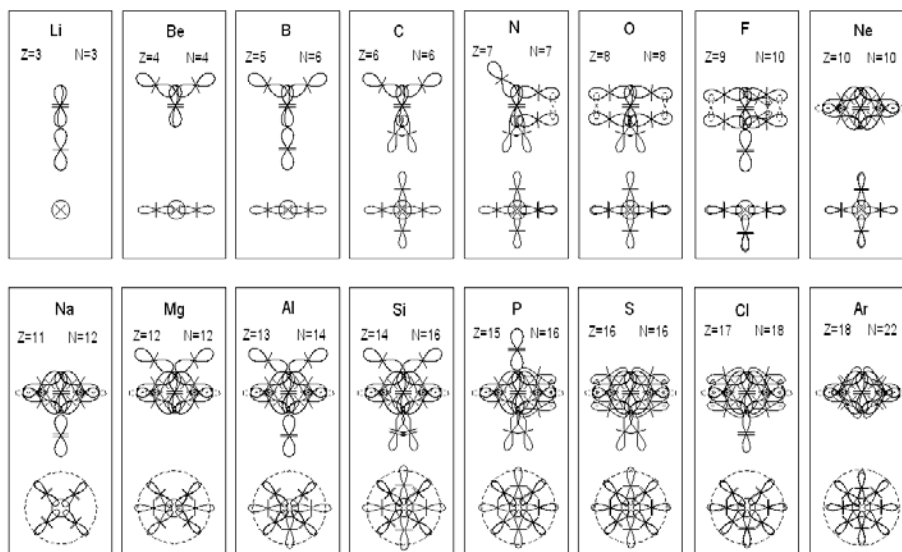 Li Be B C N O F Ne
Z=3 N=3 Z=4 N=4 Z=5 N=6 Z=6 N=6 Z=7 N=7 Z=8 N=8 Z=9 N=10 Z=10 N=10
Na Mg Al Si P S Cl Ar
Z=11 N=12 Z=12 N=12 Z=13 N=14 Z=14 N=16 Z=15 N=16 Z=16 N=16 Z=17 N=18 Z=18 N=22